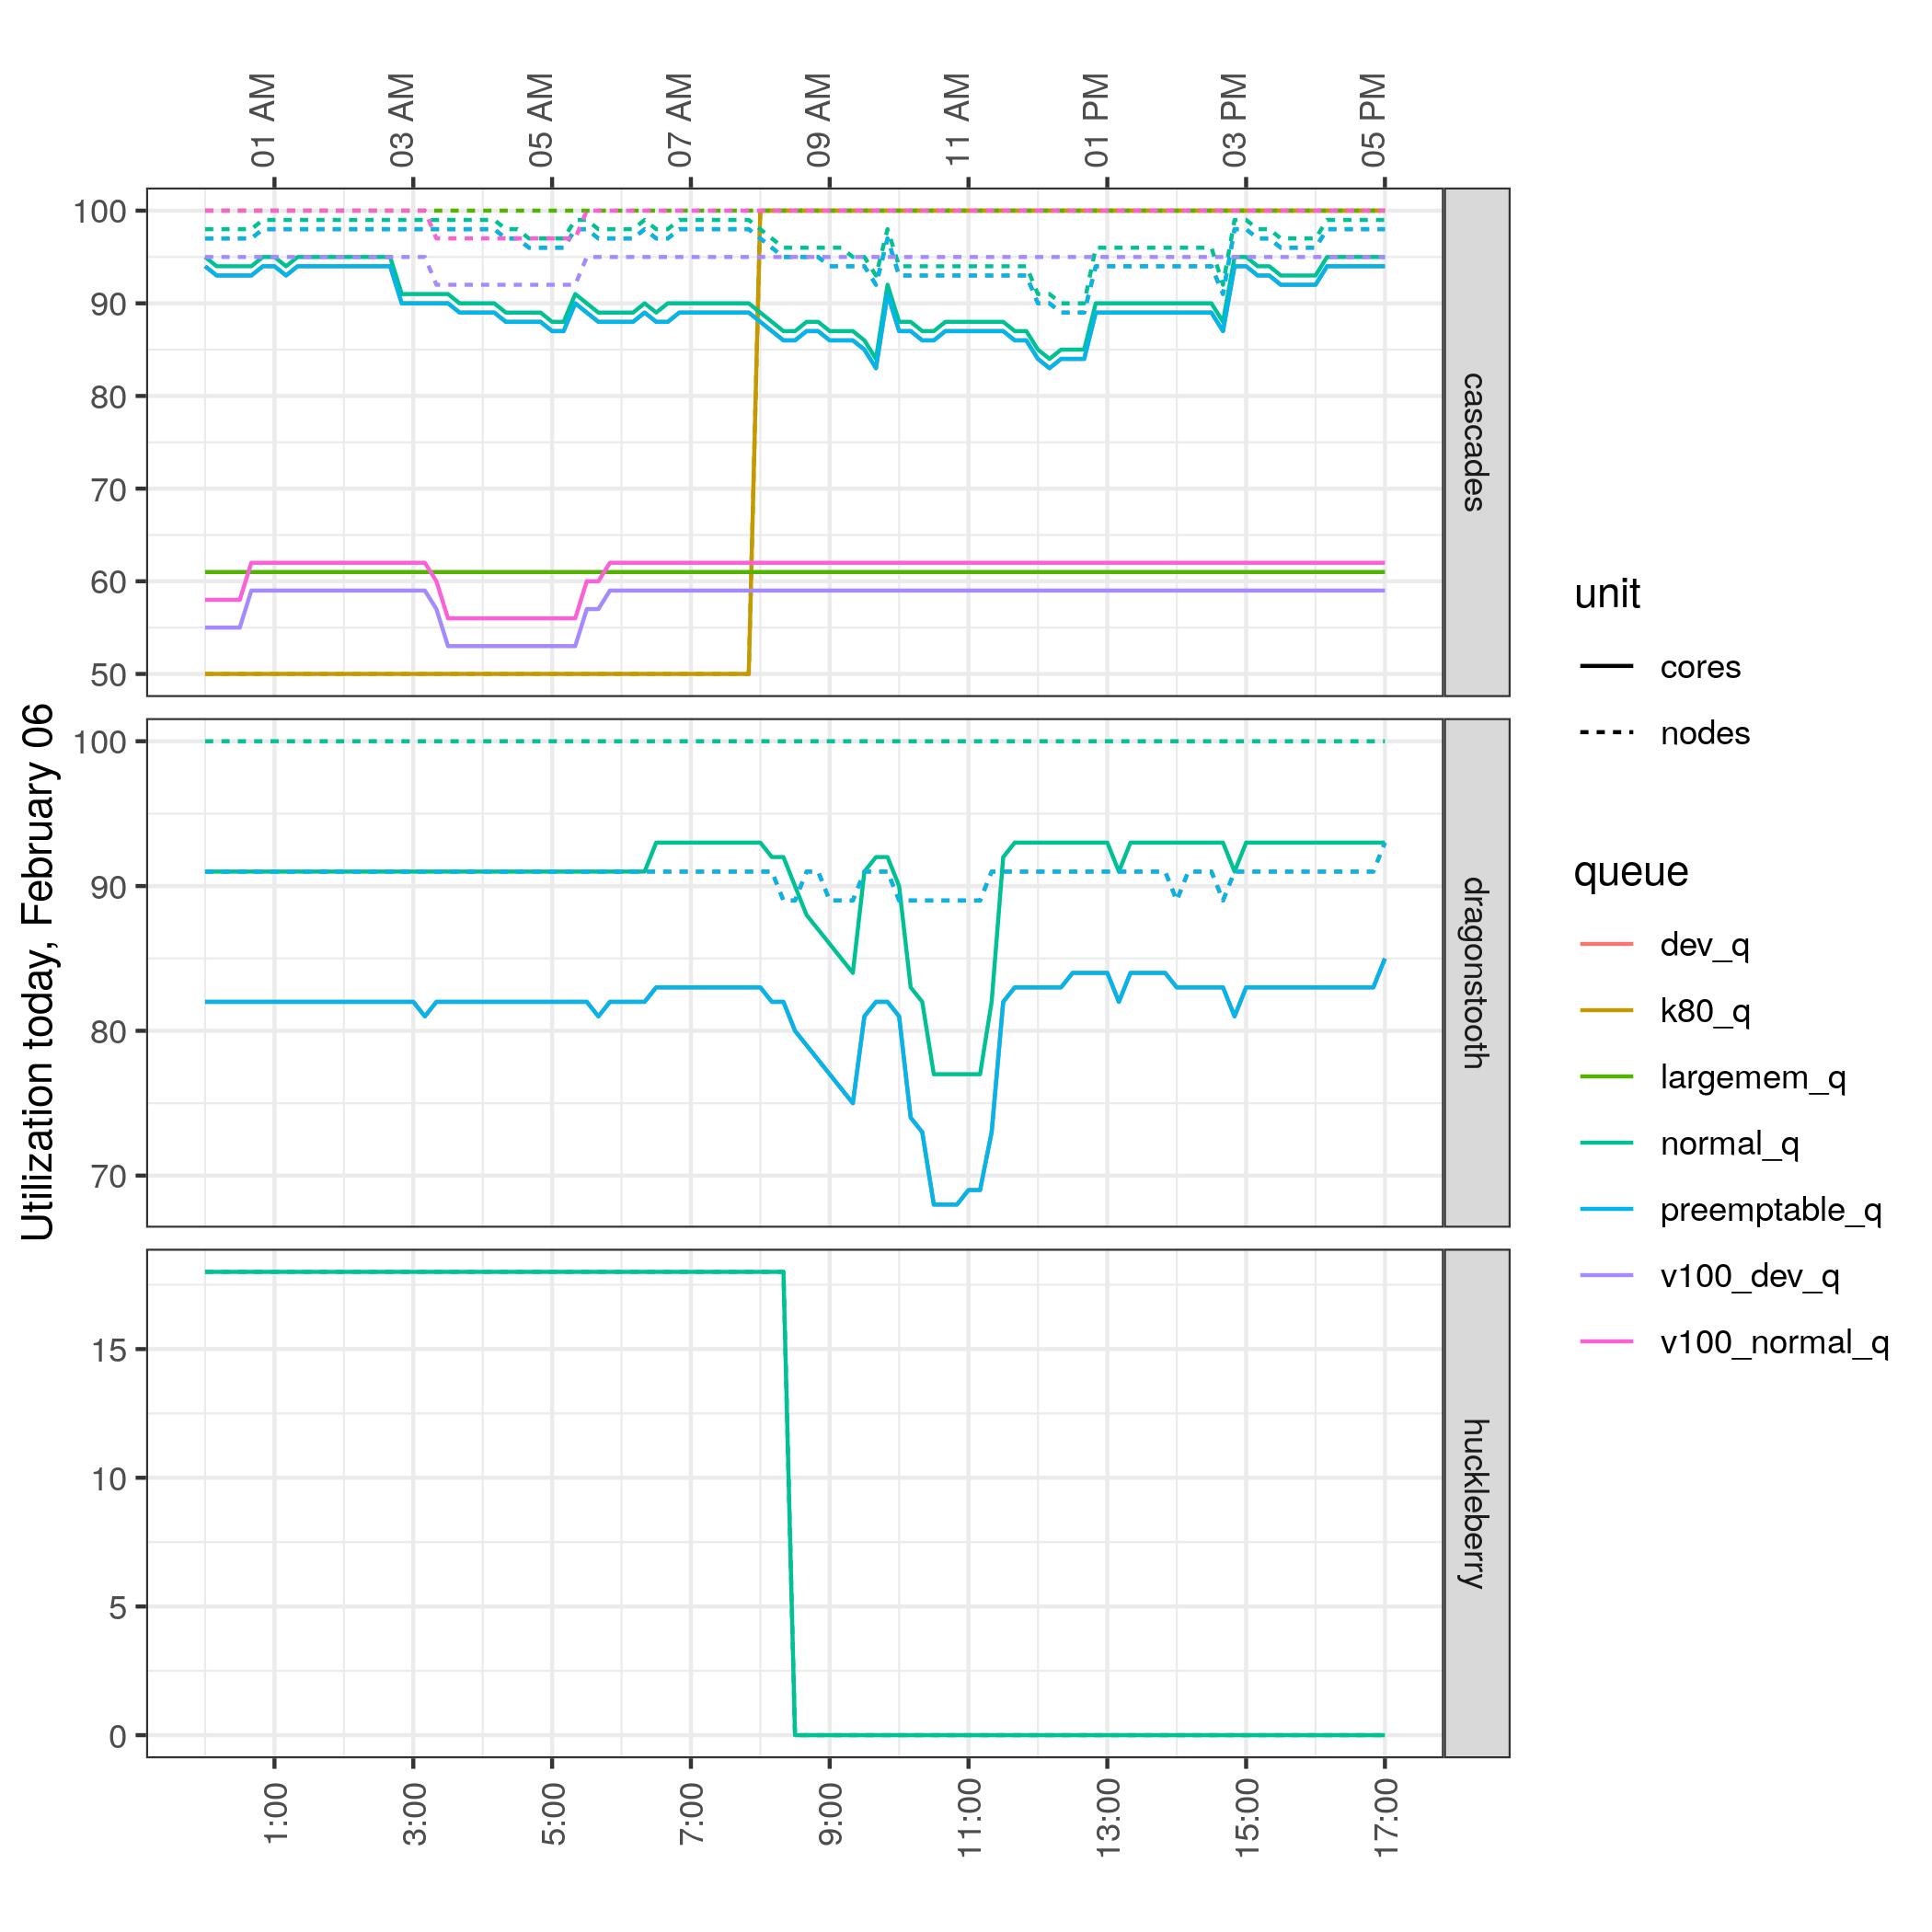 01 AM
03 AM
05 AM
07 AM
09 AM
11 AM
01 PM
03 PM
05 PM
Utilization today, February 06
100
90
80
70
60
50
cascades
100
90
80
70
dragonstooth
15
10
5
0
huckleberry
1:00
3:00
5:00
7:00
9:00
11:00
13:00
15:00
17:00
unit
cores
nodes
queue
dev_q
k80_q
largemem_q
normal_q
preemptable_q
v100_dev_q
v100_normal_q